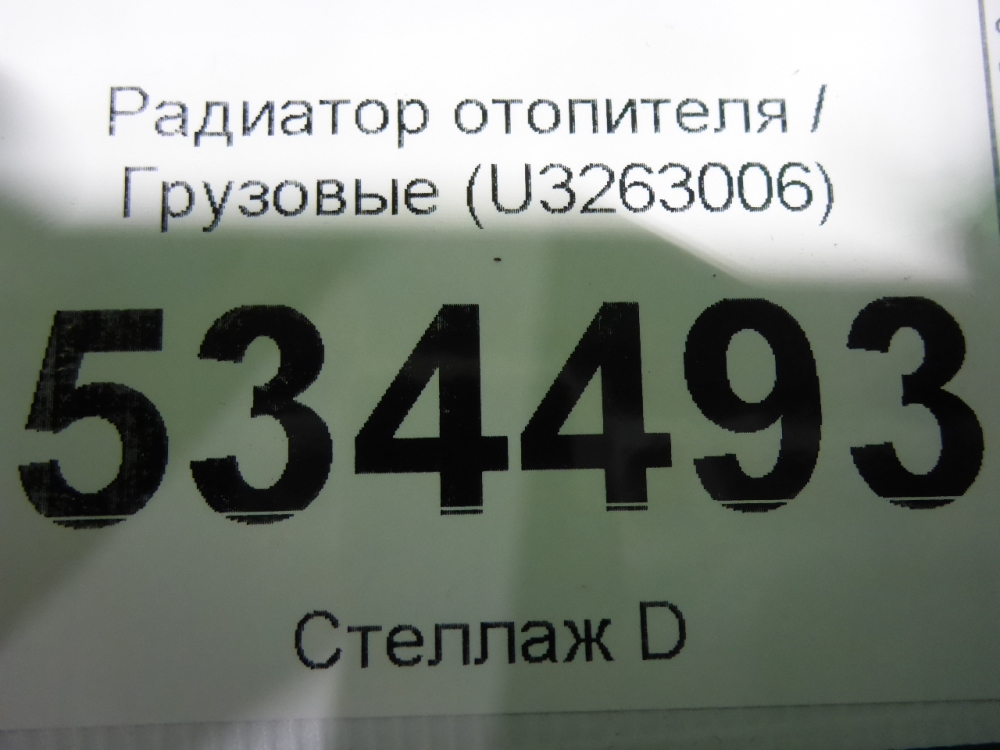 Радиатор отопителя /
Грузовые (U3263006)
534493
Стеллаж D